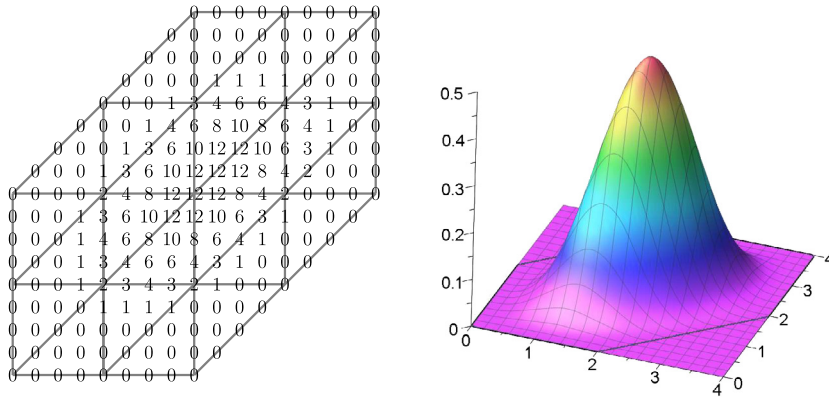 0 0 0 0 0 0 0 0 0
0 0 0 0 0 0 0 0 0 0
0 0 0 0 0 0 0 0 0 0 0
0 0 0 0 1 1 1 1 0 0 0 0
0 0 0 1 3 4 6 6 4 3 1 0 0
0 0 0 1 4 6 8 10 8 6 4 1 0 0
0 0 0 1 3 6 10 12 12 10 6 3 1 0 0
0 0 0 1 3 6 10 12 12 12 8 4 2 0 0 0
0 0 0 0 2 4 8 12 12 12 8 4 2 0 0 0 0
0 0 0 1 3 6 10 12 12 10 6 3 1 0 0 0
0 0 0 1 4 6 8 10 8 6 4 1 0 0 0
0 0 0 1 3 4 6 6 4 3 1 0 0 0
0 0 0 1 2 3 4 3 2 1 0 0 0
0 0 0 0 1 1 1 1 0 0 0 0
0 0 0 0 0 0 0 0 0 0 0
0 0 0 0 0 0 0 0 0 0
0 0 0 0 0 0 0 0 0
0.5
0.4
0.3
0.2
0.1
0
0 1 2 3 4
0 1 2 3 4